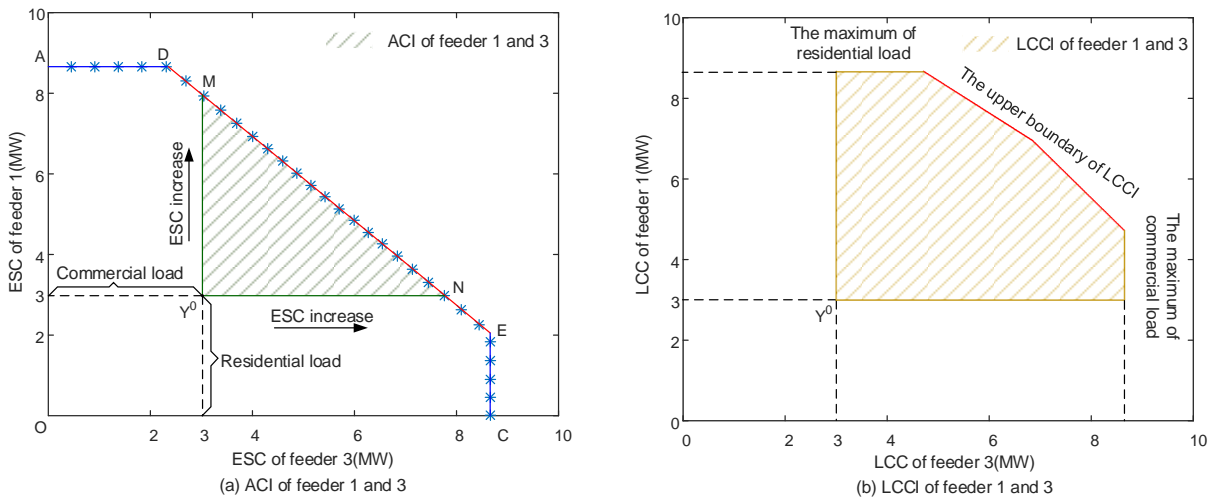 10
A
D
ACI of feeder 1 and 3
M
8
ESC of feeder 1(MW)
6
ESC increase
4
Commercial load
3
N
Y0
ESC increase
E
2
Residential load
0
O
2
3
4
6
8
C
10
ESC of feeder 3(MW)
(a) ACI of feeder 1 and 3
10
The maximum of
residential load
LCCI of feeder 1 and 3
8
The upper boundary of LCCI
LCC of feeder 1(MW)
6
4
The maximum of
commercial load
3
Y0
2
0
0
2
3
4
6
8
10
LCC of feeder 3(MW)
(b) LCCI of feeder 1 and 3